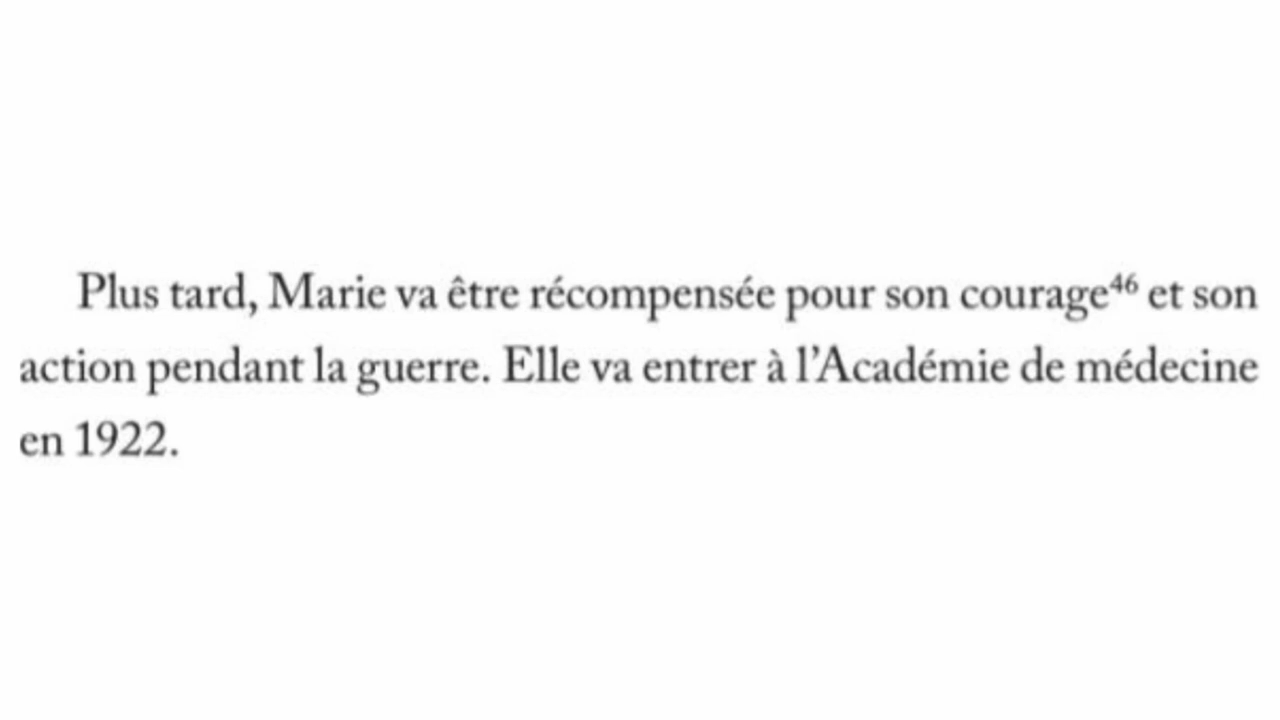 Plus tard, Marie va être récompensée pour son courage⁴⁶ et son
action pendant la guerre. Elle va entrer à l’Académie de médecine
en 1922.